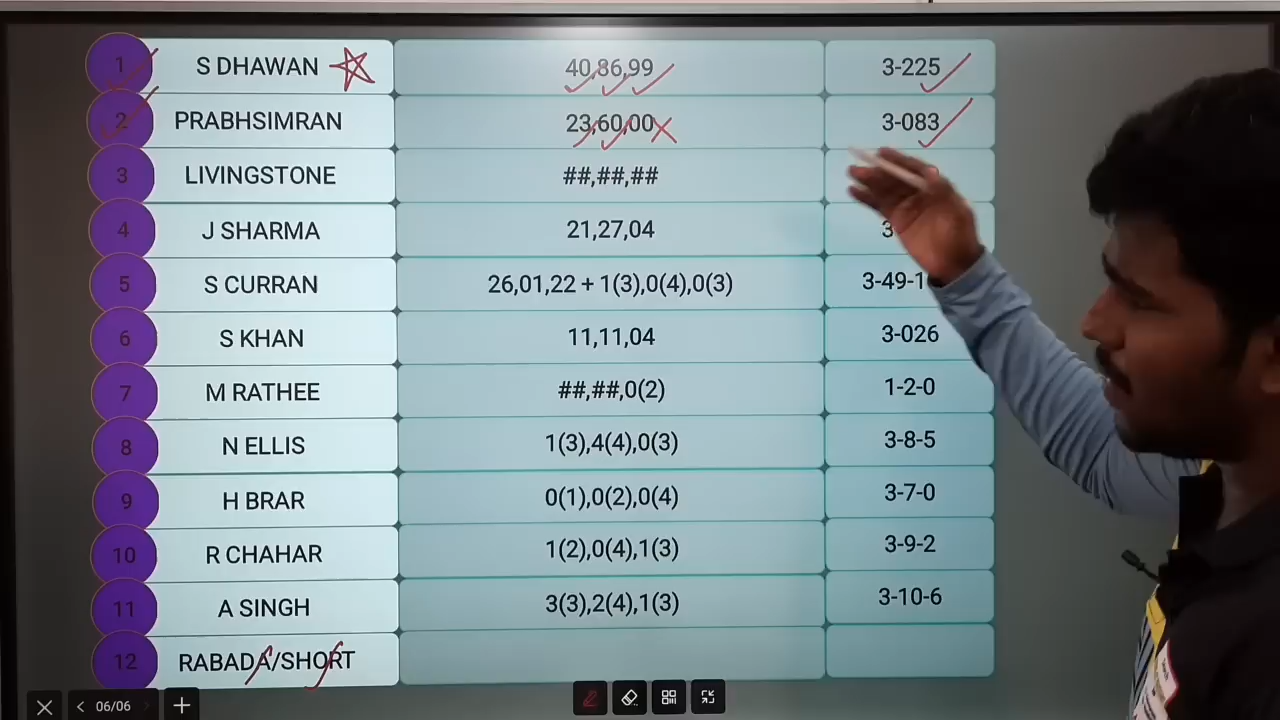 1 S DHAWAN 40,86,99 3-225
2 PRABHSIMRAN 23,60,00 3-083
3 LIVINGSTONE ##,##,##
4 J SHARMA 21,27,04
5 S CURRAN 26,01,22 + 1(3),0(4),0(3)
6 S KHAN 11,11,04 3-026
7 M RATHEE ##,##,0(2) 1-2-0
8 N ELLIS 1(3),4(4),0(3) 3-8-5
9 H BRAR 0(1),0(2),0(4) 3-7-0
10 R CHAHAR 1(2),0(4),1(3) 3-9-2
11 A SINGH 3(3),2(4),1(3) 3-10-6
12 RABADA/SHORT
06/06